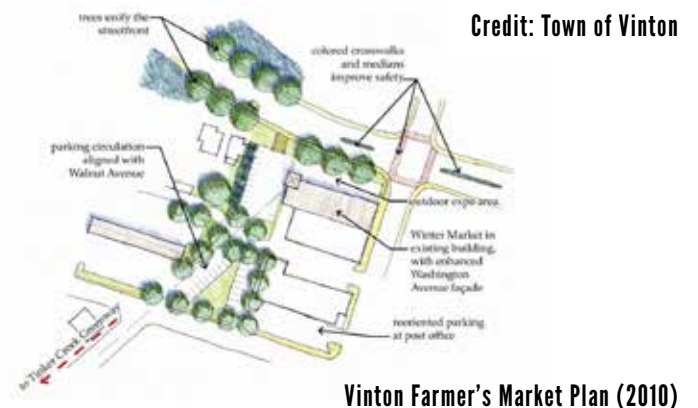 trees unify the
streetfront
Credit: Town of Vinton
colored crosswalks
and medians
improve safety
parking circulation
aligned with
Walnut Avenue
outdoor expo area
Winter Market in
existing building,
with enhanced
Washington
Avenue façade
reoriented parking
at post office
to Tinker Creek Greenway
Vinton Farmer's Market Plan (2010)